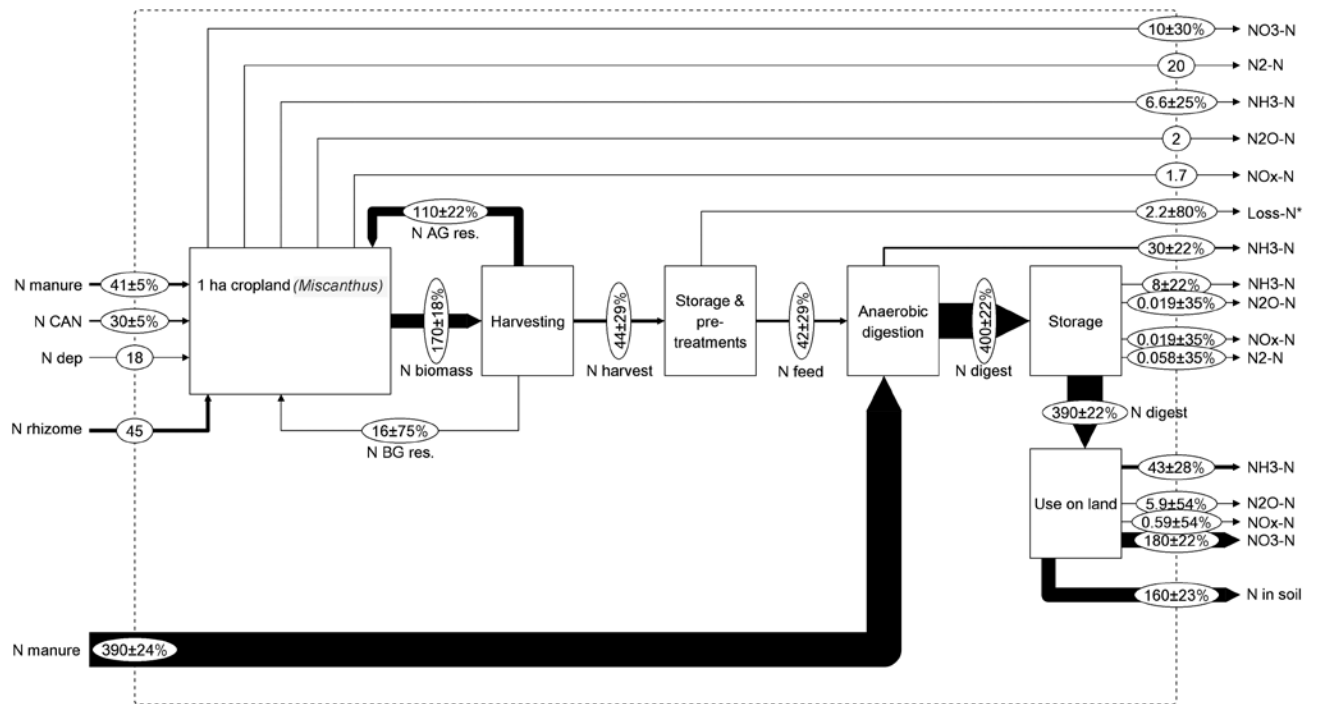 10±30%
NO3-N
20
N2-N
6.6±25%
NH3-N
2
N2O-N
1.7
NOx-N
110±22%
N AG res.
2.2±80%
Loss-N*
30±22%
NH3-N
N manure
41±5%
N CAN
30±5%
N dep
18
N rhizome
45
1 ha cropland (Miscanthus)
170±18%
N biomass
Harvesting
16±75%
N BG res.
44±29%
N harvest
Storage &
pre-
treatments
42±29%
N feed
Anaerobic
digestion
400±22%
N digest
Storage
8±22%
NH3-N
0.019±35%
N2O-N
0.019±35%
NOx-N
0.058±35%
N2-N
390±22%
N digest
Use on land
43±28%
NH3-N
5.9±54%
N2O-N
0.59±54%
NOx-N
180±22%
NO3-N
160±23%
N in soil
N manure
390±24%